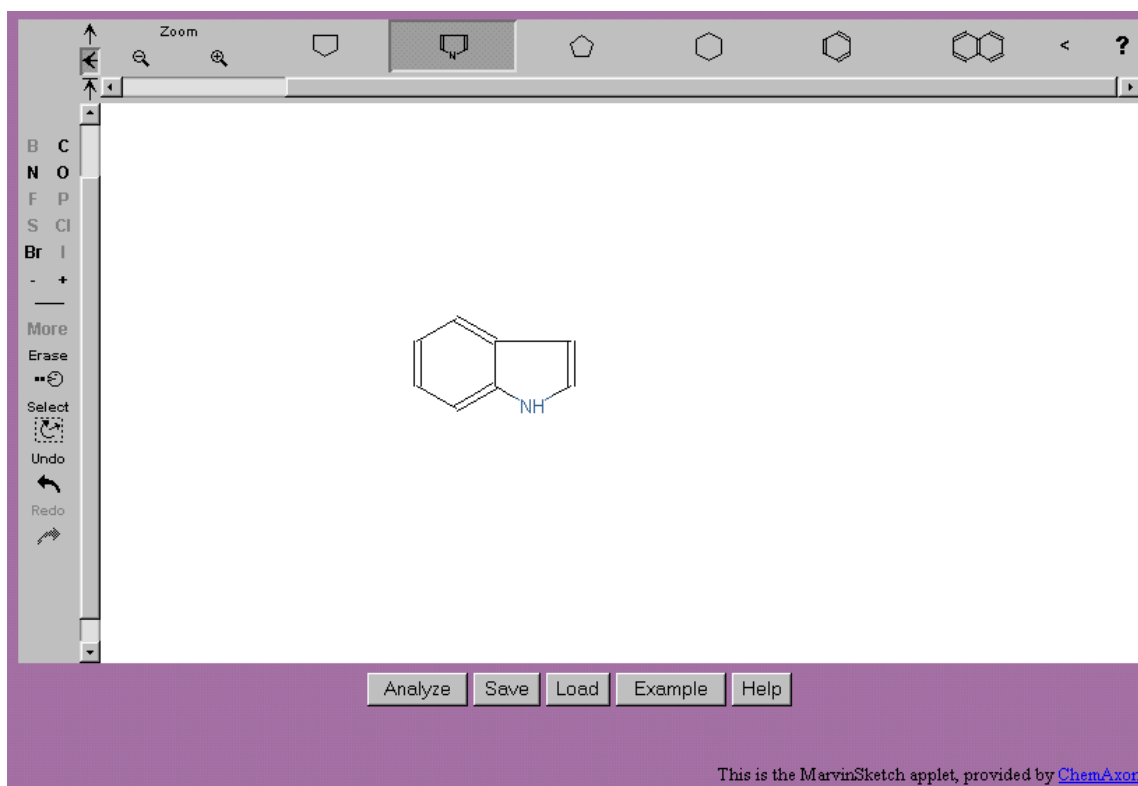 Zoom
N
< ?
B C
N O
F P
S Cl
Br I
- +
More
Erase
Select
Undo
Redo
NH
Analyze Save Load Example Help
This is the MarvinSketch applet, provided by ChemAxon